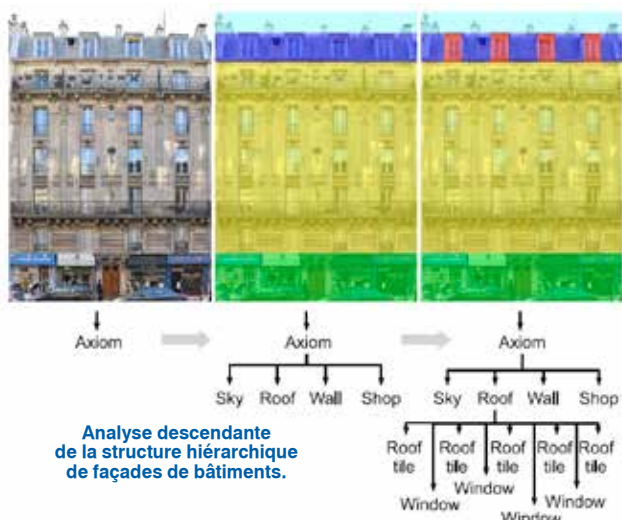 Axiom Axiom Axiom
Sky Roof Wall Shop Sky Roof Wall Shop
Analyse descendante
de la structure hiérarchique
de façades de bâtiments.
Roof Roof Roof Roof Roof
tile tile tile tile tile
Window Window Window Window